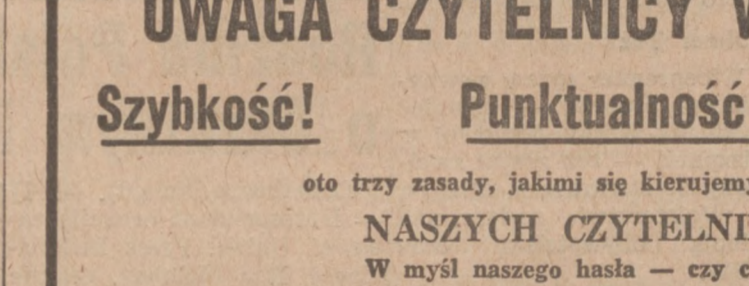 UWAGA CZYTELNICY
Szybkość! Punktualność
oto trzy zasady, jakimi się kierujemy
NASZYCH CZYTELNI
W myśl naszego hasła — czy